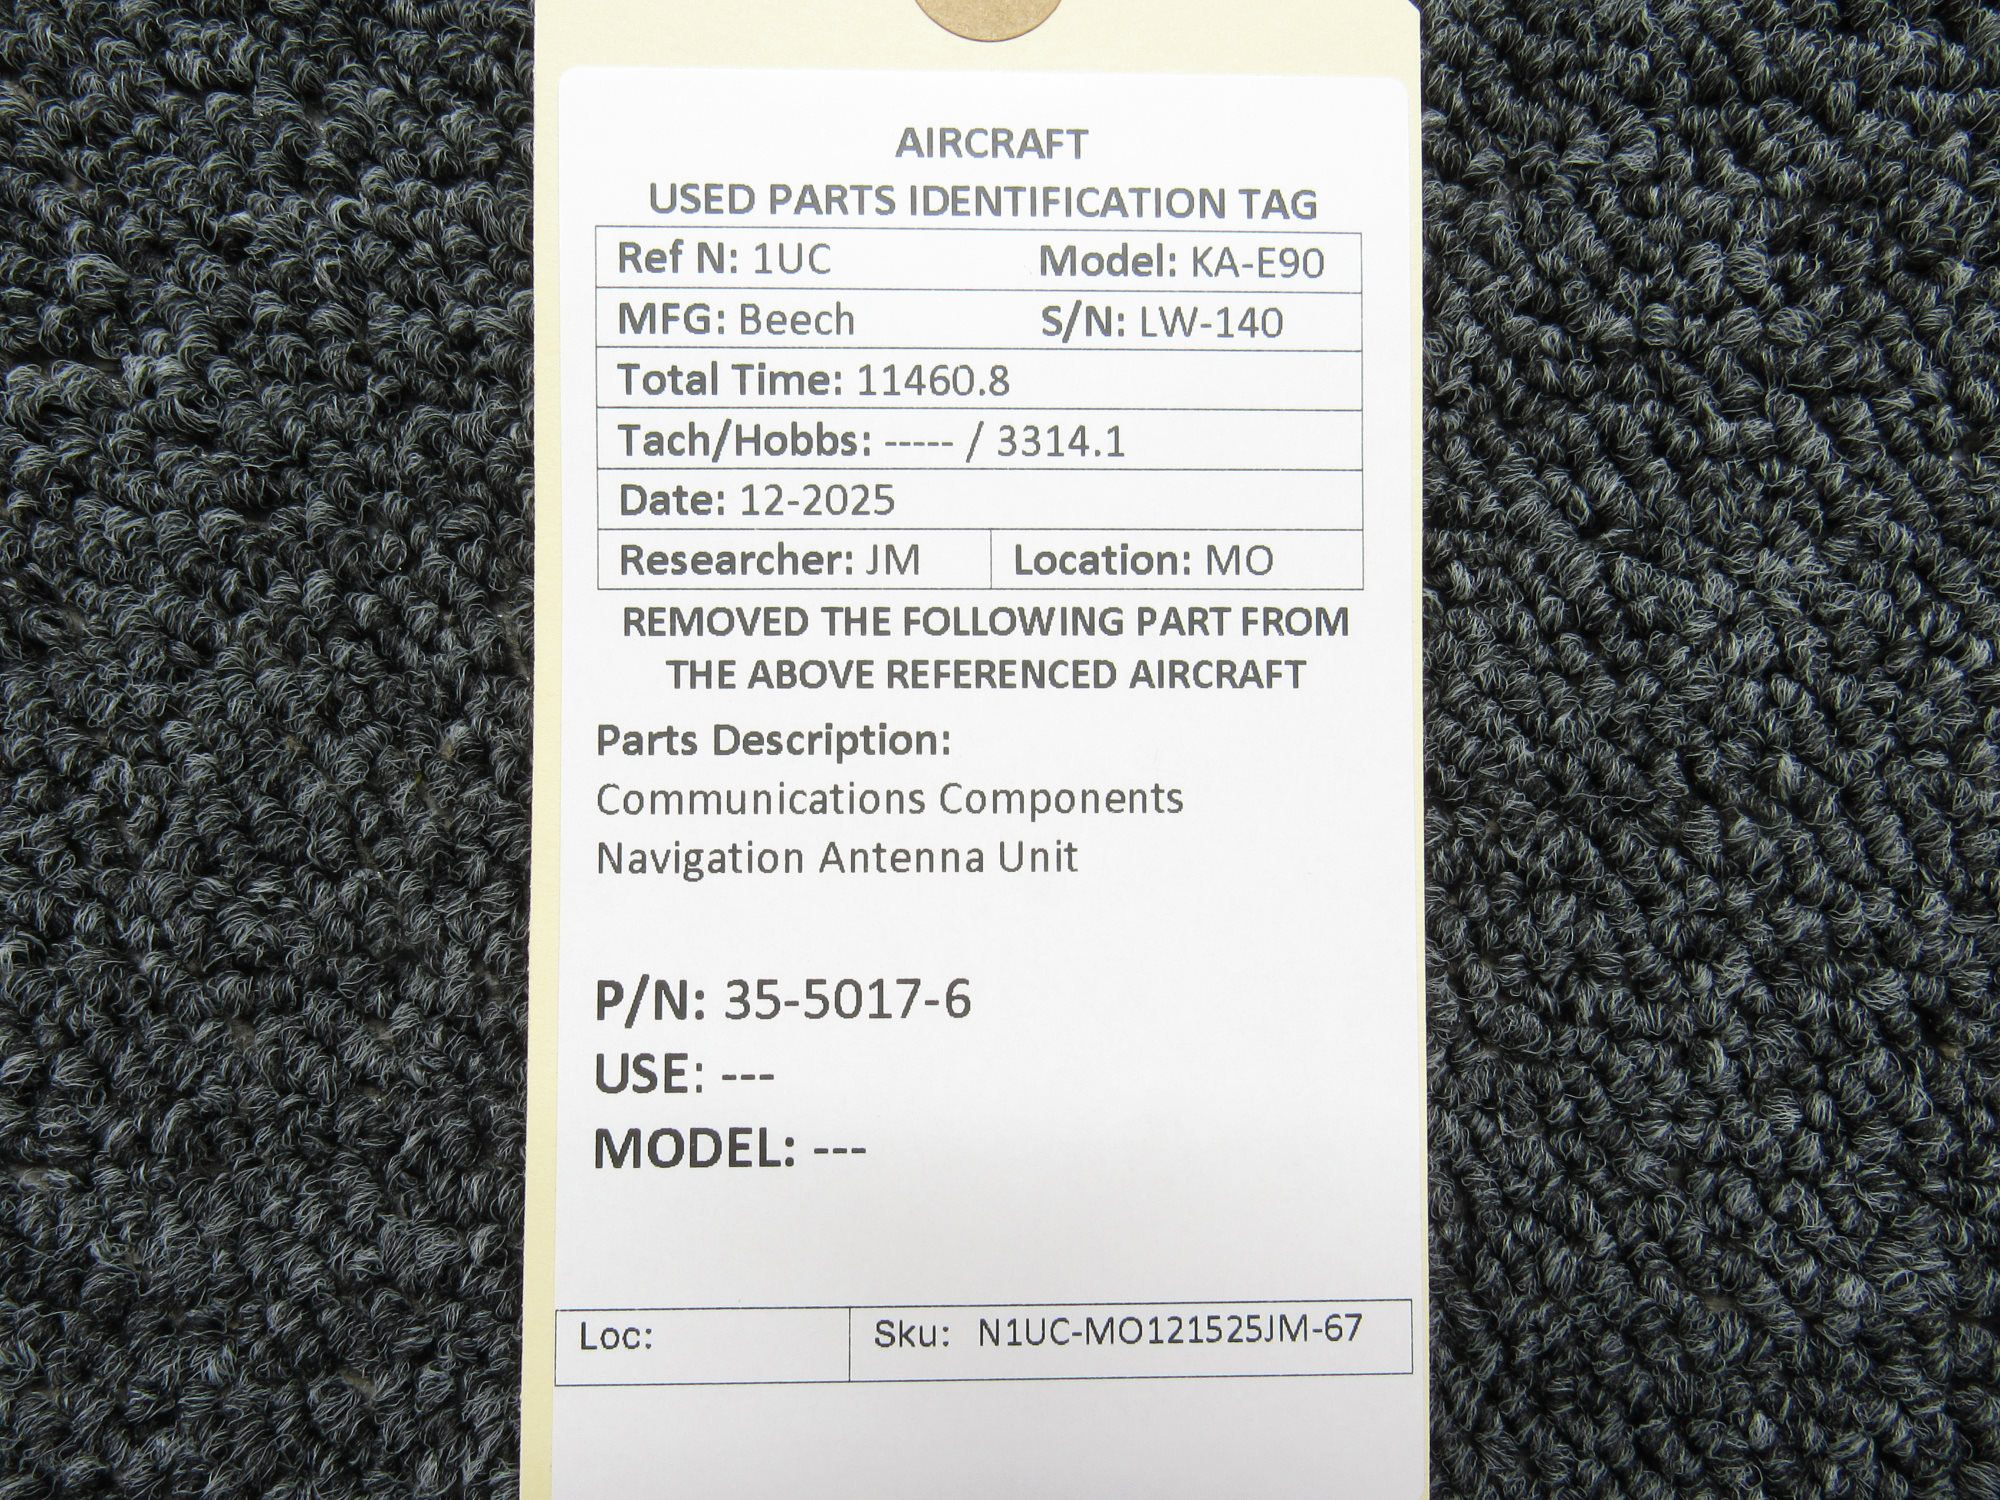 AIRCRAFT
USED PARTS IDENTIFICATION TAG
Ref N: 1UC Model: KA-E90
MFG: Beech S/N: LW-140
Total Time: 11460.8
Tach/Hobbs: ----- / 3314.1
Date: 12-2025
Researcher: JM Location: MO
REMOVED THE FOLLOWING PART FROM
THE ABOVE REFERENCED AIRCRAFT
Parts Description:
Communications Components
Navigation Antenna Unit
P/N: 35-5017-6
USE: ---
MODEL: ---
Loc: Sku: N1UC-MO121525JM-67